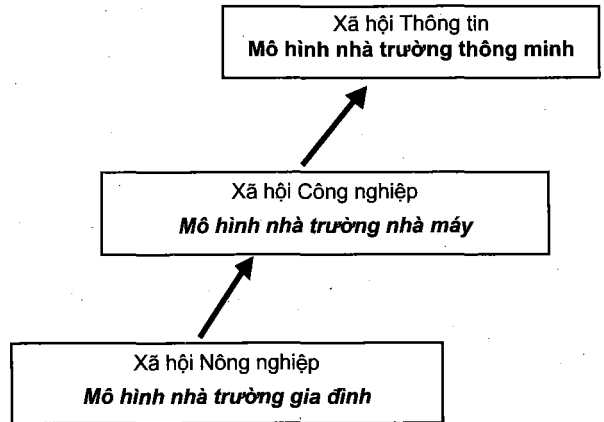 Xã hội Thông tin
Mô hình nhà trường thông minh
Xã hội Công nghiệp
Mô hình nhà trường nhà máy
Xã hội Nông nghiệp
Mô hình nhà trường gia đình